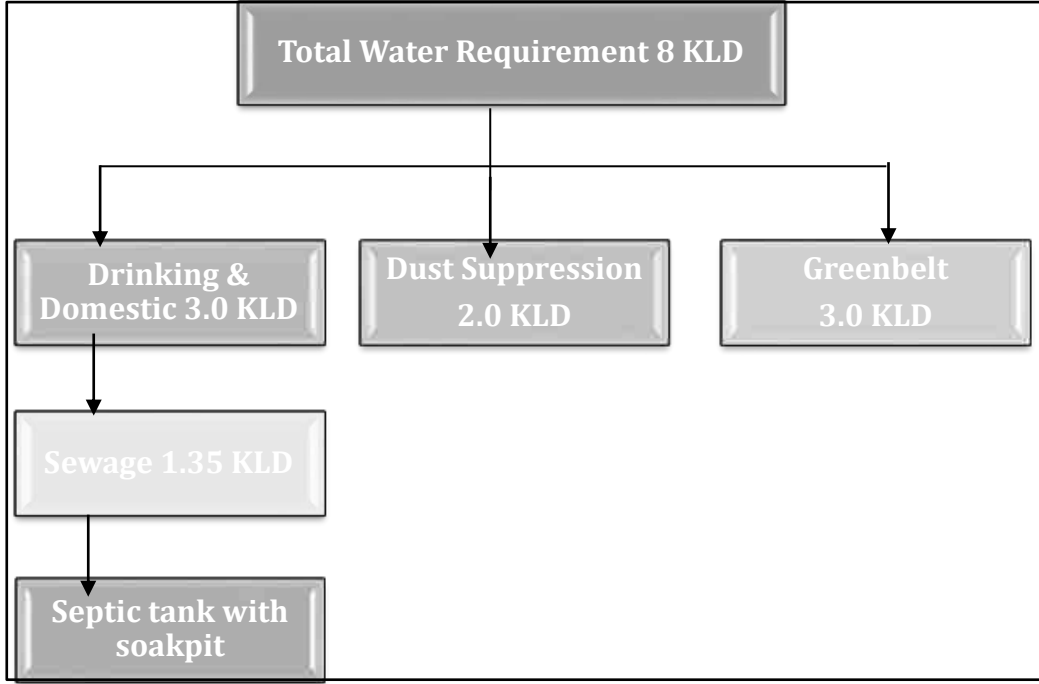 Total Water Requirement 8 KLD
Drinking &
Domestic 3.0 KLD
Dust Suppression
2.0 KLD
Greenbelt
3.0 KLD
Sewage 1.35 KLD
Septic tank with
soakpit